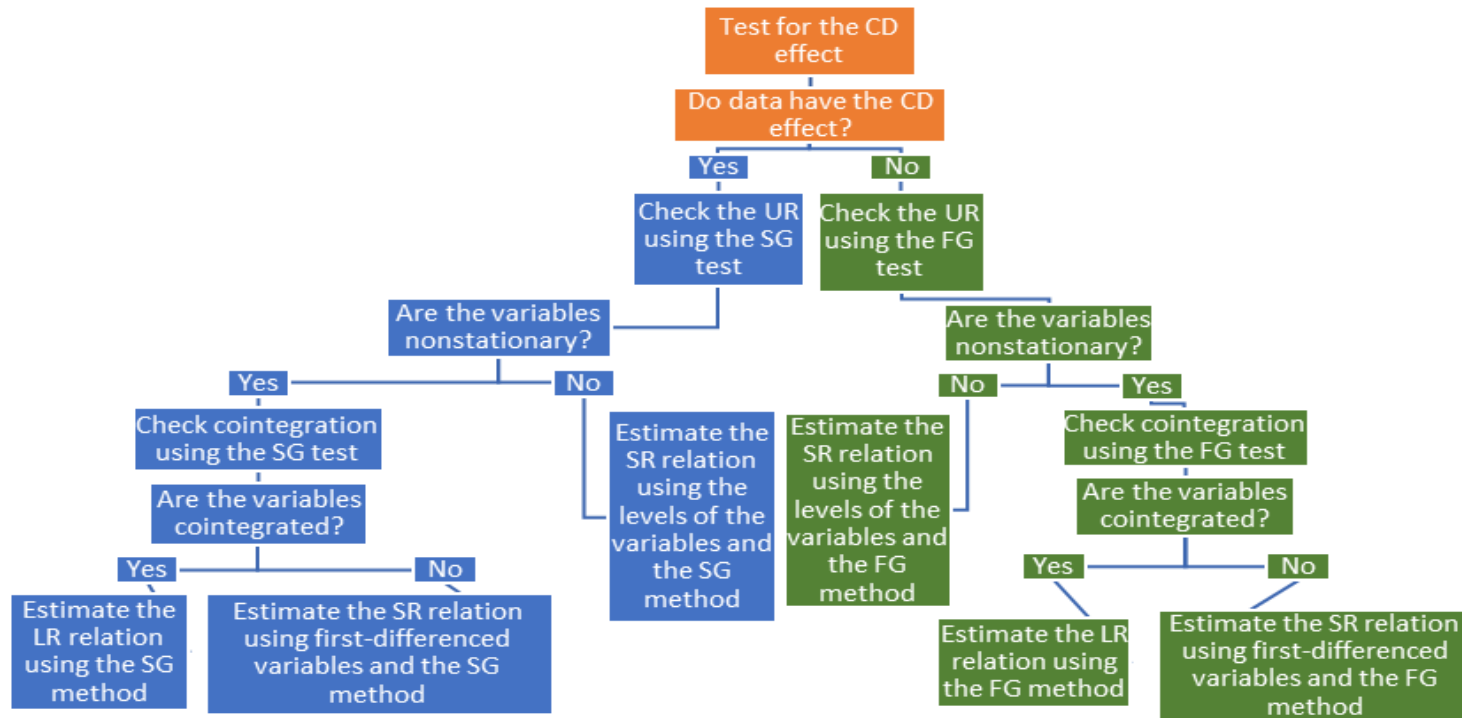 Test for the CD
effect
Do data have the CD
effect?
Yes
No
Check the UR
using the SG
test
Check the UR
using the FG
test
Are the variables
nonstationary?
Are the variables
nonstationary?
Yes
No
No
Yes
Check cointegration
using the SG test
Estimate the
SR relation
using the
levels of the
variables and
the SG
method
Estimate the
SR relation
using the
levels of the
variables and
the FG
method
Check cointegration
using the FG test
Are the variables
cointegrated?
Are the variables
cointegrated?
Yes
No
Yes
No
Estimate the
LR relation
using the SG
method
Estimate the SR relation
using first-differenced
variables and the SG
method
Estimate the LR
relation using
the FG method
Estimate the SR relation
using first-differenced
variables and the FG
method